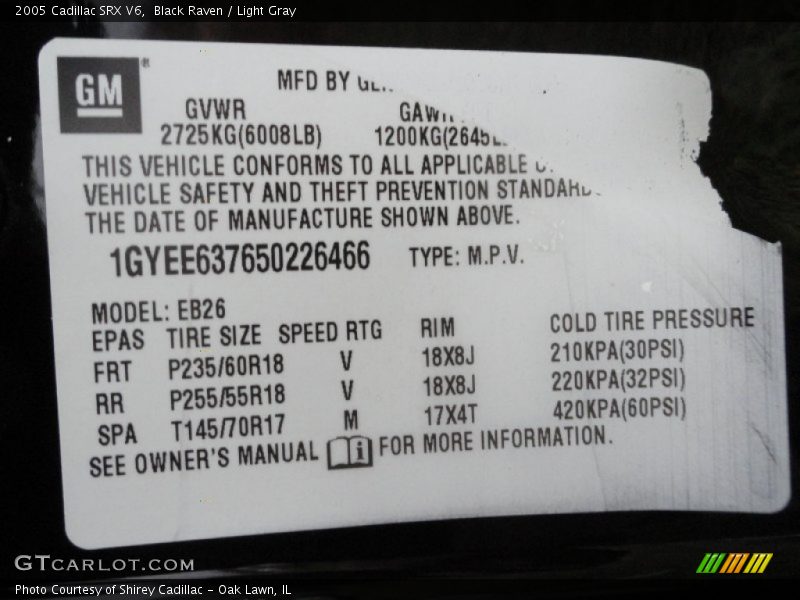 2005 Cadillac SRX V6, Black Raven / Light Gray
GM®
MFD BY
GVWR
2725KG(6008LB) 1200KG(2645
THIS VEHICLE CONFORMS TO ALL APPLICABLE
VEHICLE SAFETY AND THEFT PREVENTION STANDARD
THE DATE OF MANUFACTURE SHOWN ABOVE.
1GYEE637650226466 TYPE: M.P.V.
MODEL: EB26
EPAS TIRE SIZE SPEED RTG RIM COLD TIRE PRESSURE
FRT P235/60R18 V 18X8J 210KPA(30PSI)
RR P255/55R18 V 18X8J 220KPA(32PSI)
SPA T145/70R17 M 17X4T 420KPA(60PSI)
SEE OWNER'S MANUAL i FOR MORE INFORMATION.
GTCARLOT.COM
Photo Courtesy of Shirey Cadillac - Oak Lawn, IL